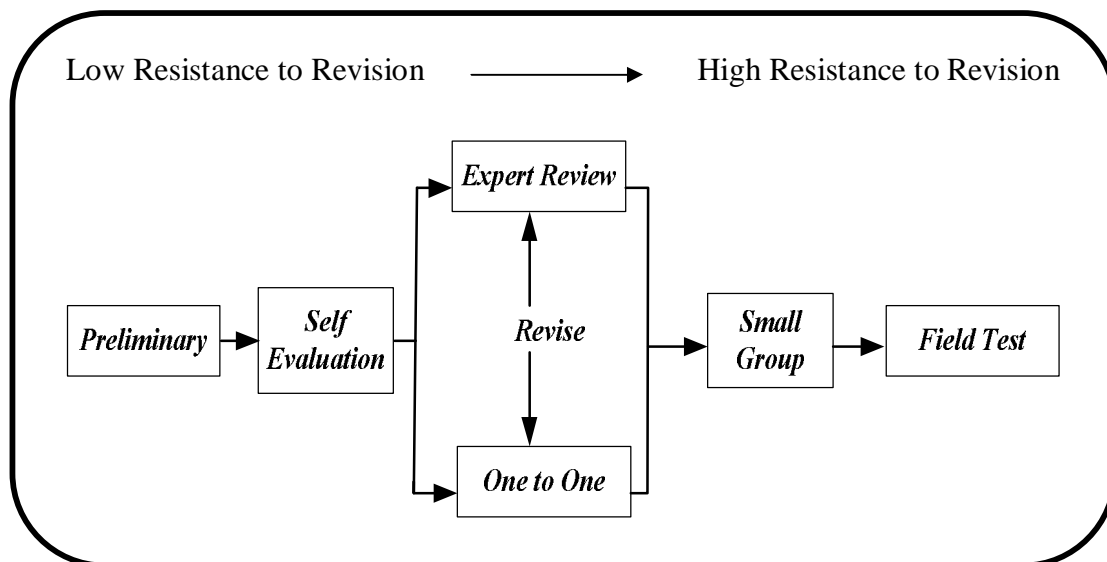 Low Resistance to Revision
High Resistance to Revision
Expert Review
Preliminary
Self
Evaluation
Revise
Small
Group
Field Test
One to One